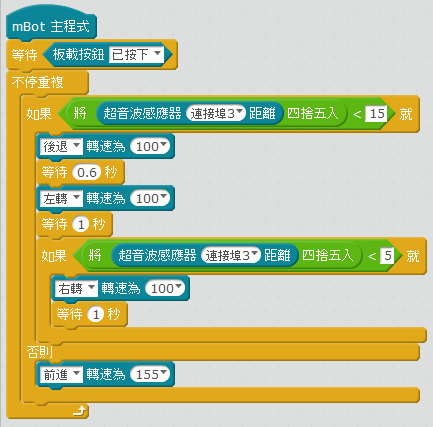 mBot 主程式
等待 板載按鈕 已按下
不停重複
如果 將 超音波感應器 連接埠3 距離 四捨五入 < 15 就
後退 轉速為 100
等待 0.6 秒
左轉 轉速為 100
等待 1 秒
如果 將 超音波感應器 連接埠3 距離 四捨五入 < 5 就
右轉 轉速為 100
等待 1 秒
否則
前進 轉速為 155